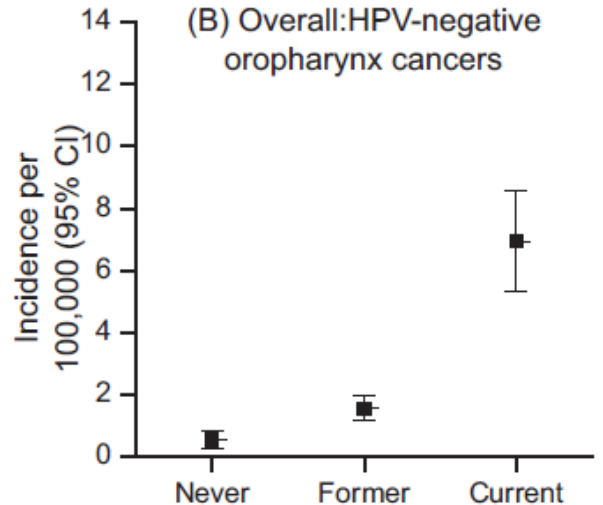 (B) Overall:HPV-negative
oropharynx cancers
Incidence per
100,000 (95% CI)
14
12
10
8
6
4
2
0
Never Former Current